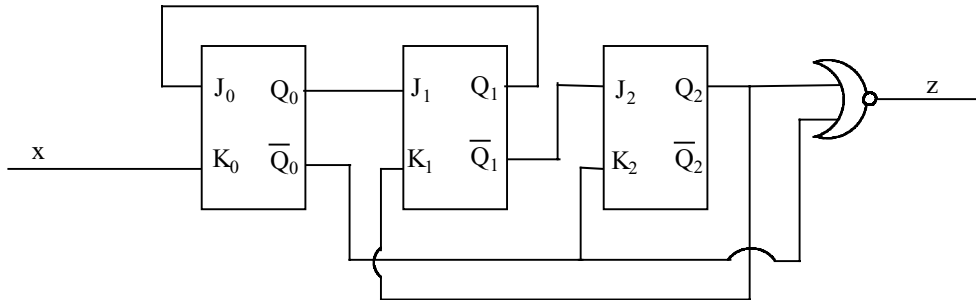 J₀ Q₀ J₁ Q₁ J₂ Q₂ z
x K₀ Q̅₀ K₁ Q̅₁ K₂ Q̅₂